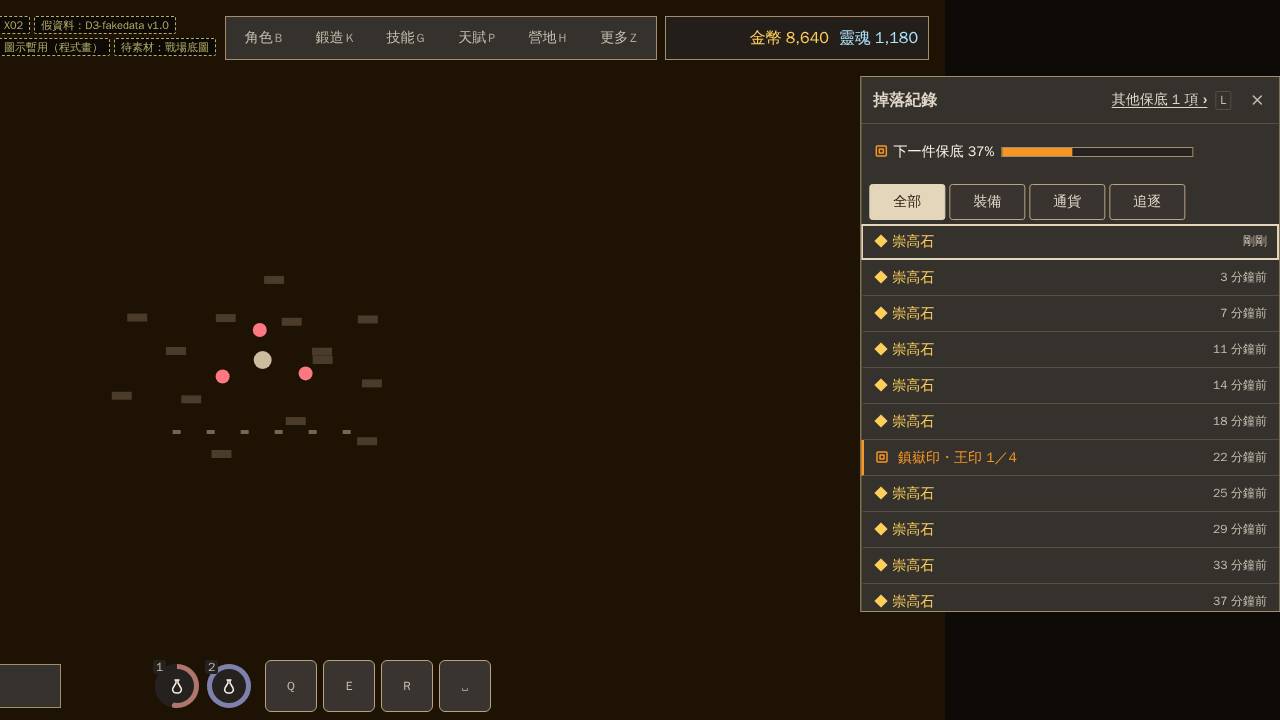 X02 假資料：D3-fakedata v1.0
圖示暫用（程式畫） 待素材：戰場底圖
角色B 鍛造K 技能G 天賦P 營地H 更多Z
金幣 8,640 靈魂 1,180
掉落紀錄 其他保底 1 項 › L ×
下一件保底 37%
全部 裝備 通貨 追逐
崇高石 剛剛
崇高石 3 分鐘前
崇高石 7 分鐘前
崇高石 11 分鐘前
崇高石 14 分鐘前
崇高石 18 分鐘前
鎮嶽印・王印 1／4 22 分鐘前
崇高石 25 分鐘前
崇高石 29 分鐘前
崇高石 33 分鐘前
崇高石 37 分鐘前
1 2 Q E R ⎵